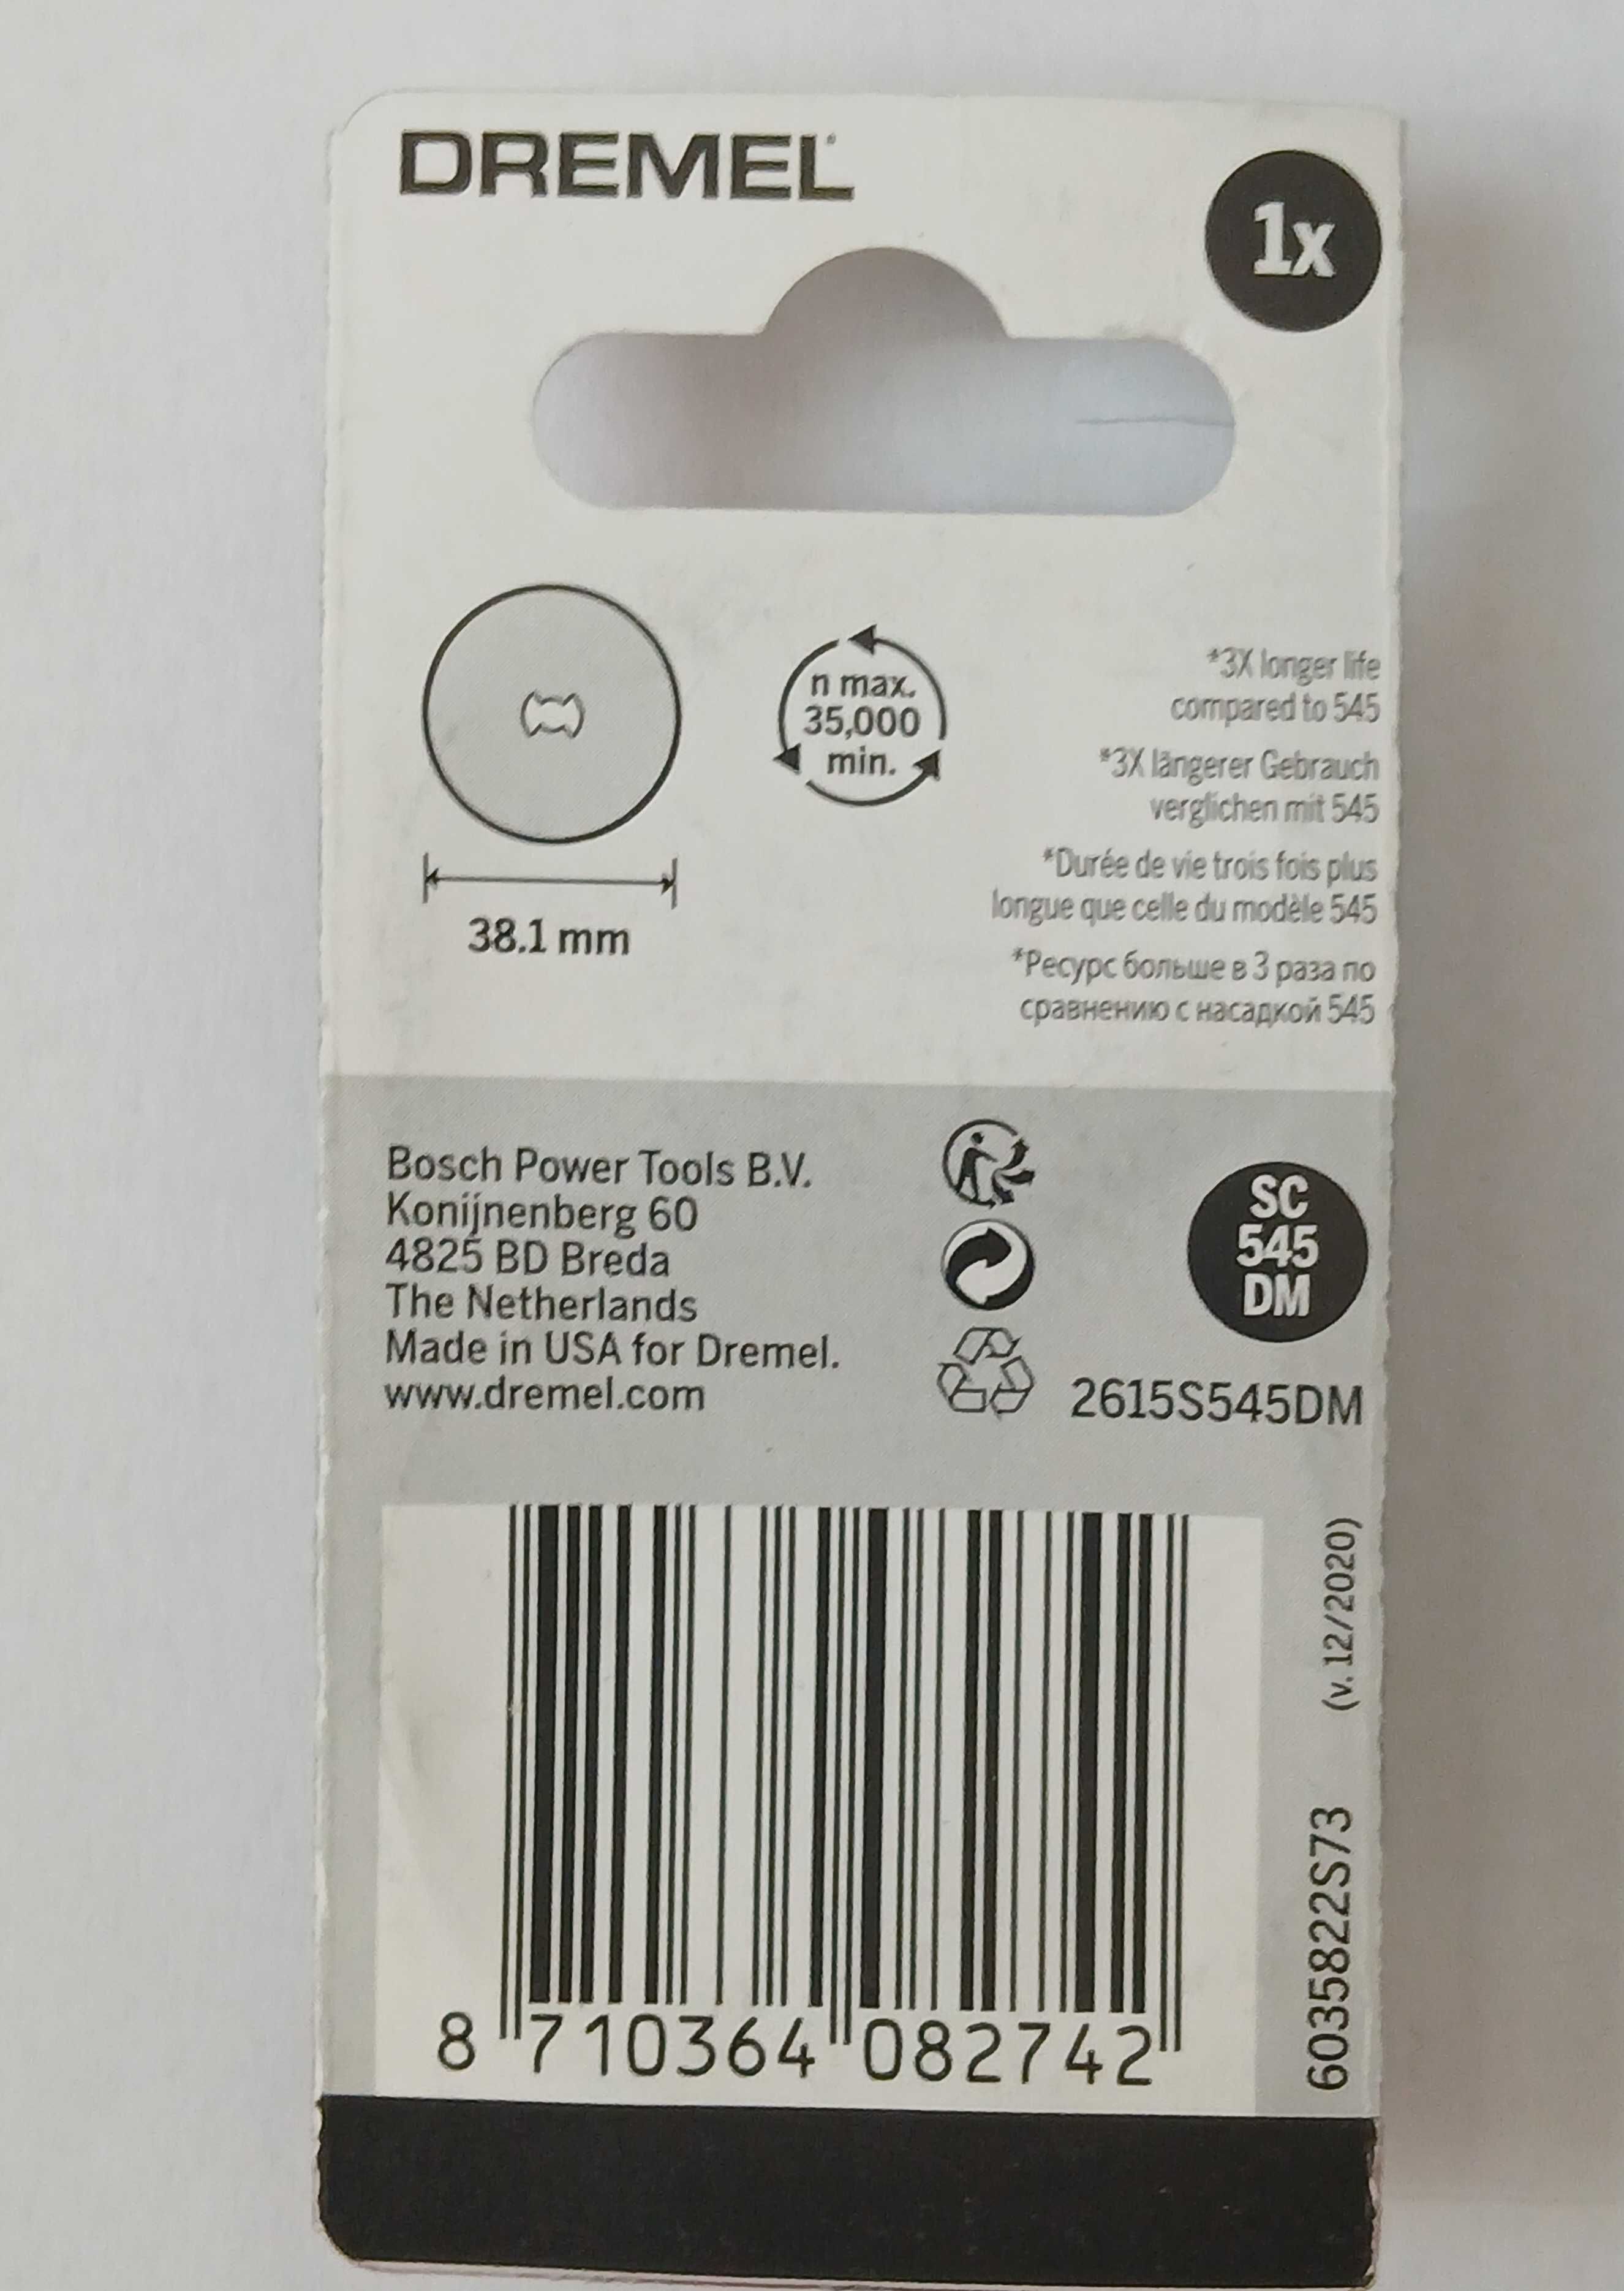 DREMEL
1x
n max.
35,000
min.
38.1 mm
*3X longer life
compared to 545
*3X längerer Gebrauch
verglichen mit 545
*Durée de vie trois fois plus
longue que celle du modèle 545
*Ресурс больше в 3 раза по
сравнению с насадкой 545
Bosch Power Tools B.V.
Konijnenberg 60
4825 BD Breda
The Netherlands
Made in USA for Dremel.
www.dremel.com
SC
545
DM
2615S545DM
(v. 12/2020)
6035822S73
8 710364 082742